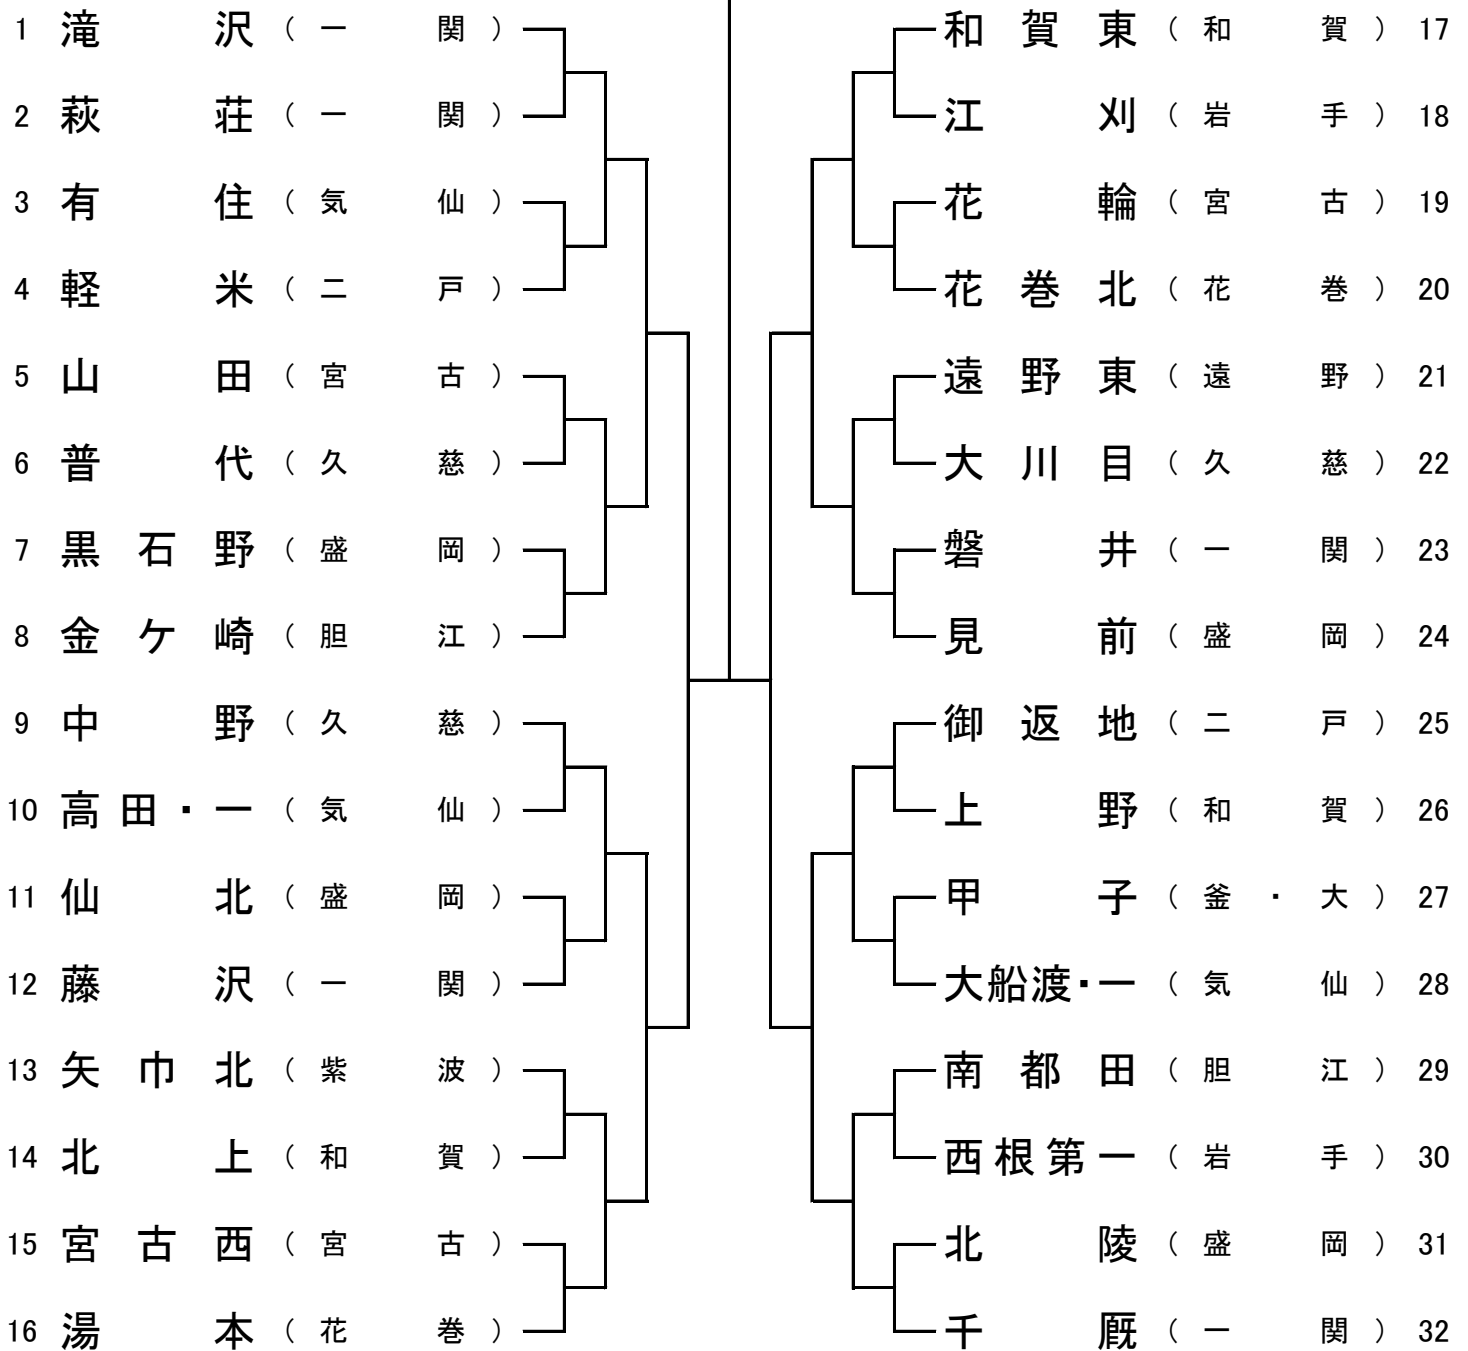 1 滝沢 (一関)
2 萩荘 (一関)
3 有住 (気仙)
4 軽米 (二戸)
5 山田 (宮古)
6 普代 (久慈)
7 黒石野 (盛岡)
8 金ケ崎 (胆江)
9 中野 (久慈)
10 高田・一 (気仙)
11 仙北 (盛岡)
12 藤沢 (一関)
13 矢巾北 (紫波)
14 北上 (和賀)
15 宮古西 (宮古)
16 湯本 (花巻)
和賀東 (和賀) 17
江刈 (岩手) 18
花輪 (宮古) 19
花巻北 (花巻) 20
遠野東 (遠野) 21
大川目 (久慈) 22
磐井 (一関) 23
見前 (盛岡) 24
御返地 (二戸) 25
上野 (和賀) 26
甲子 (釜・大) 27
大船渡・一 (気仙) 28
南都田 (胆江) 29
西根第一 (岩手) 30
北陵 (盛岡) 31
千厩 (一関) 32